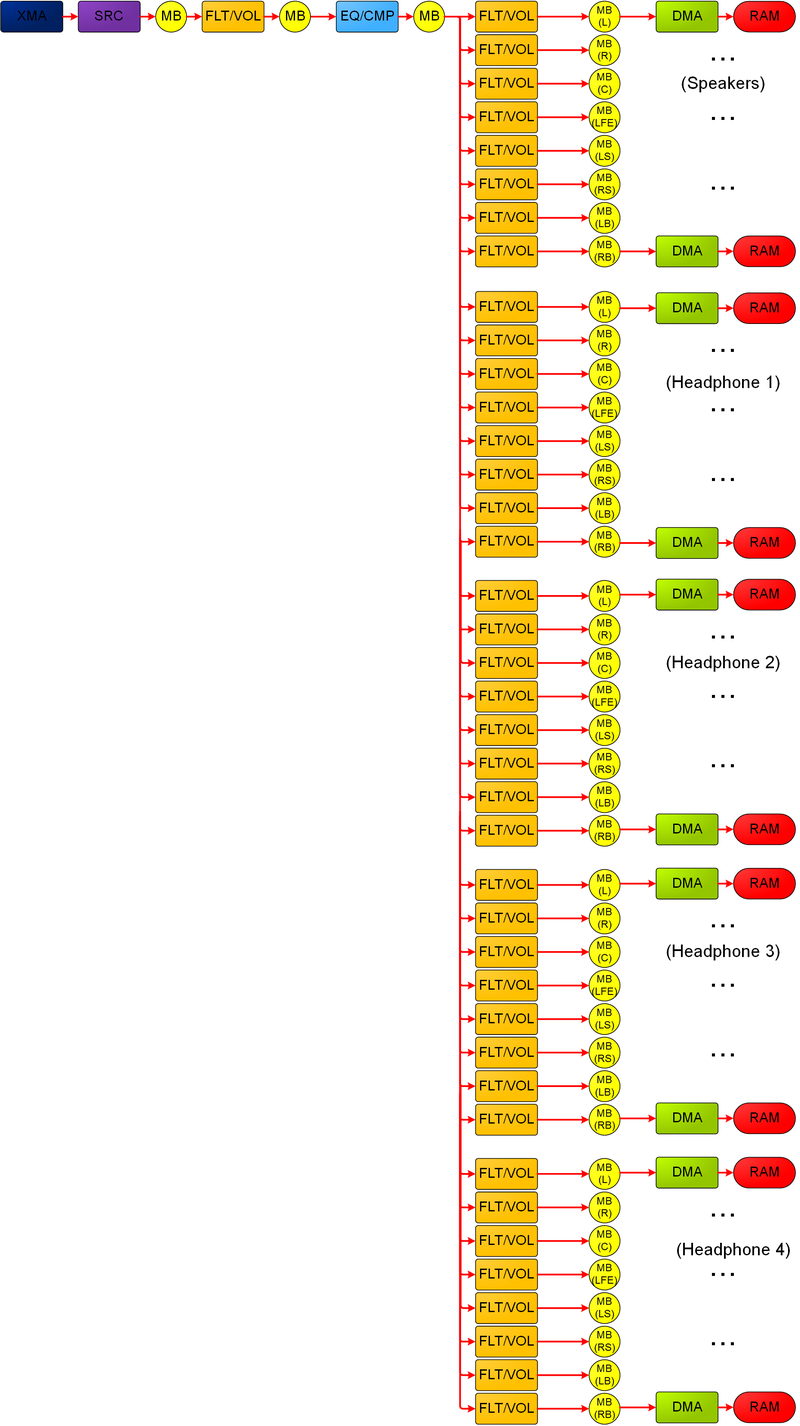 XMA SRC MB FLT/VOL MB EQ/CMP MB FLT/VOL MB (L) DMA RAM
FLT/VOL MB (R) ...
FLT/VOL MB (C) (Speakers)
FLT/VOL MB (LFE) ...
FLT/VOL MB (LS)
FLT/VOL MB (RS) ...
FLT/VOL MB (LB)
FLT/VOL MB (RB) DMA RAM
FLT/VOL MB (L) DMA RAM
FLT/VOL MB (R) ...
FLT/VOL MB (C) (Headphone 1)
FLT/VOL MB (LFE) ...
FLT/VOL MB (LS)
FLT/VOL MB (RS) ...
FLT/VOL MB (LB)
FLT/VOL MB (RB) DMA RAM
FLT/VOL MB (L) DMA RAM
FLT/VOL MB (R) ...
FLT/VOL MB (C) (Headphone 2)
FLT/VOL MB (LFE) ...
FLT/VOL MB (LS)
FLT/VOL MB (RS) ...
FLT/VOL MB (LB)
FLT/VOL MB (RB) DMA RAM
FLT/VOL MB (L) DMA RAM
FLT/VOL MB (R) ...
FLT/VOL MB (C) (Headphone 3)
FLT/VOL MB (LFE) ...
FLT/VOL MB (LS)
FLT/VOL MB (RS) ...
FLT/VOL MB (LB)
FLT/VOL MB (RB) DMA RAM
FLT/VOL MB (L) DMA RAM
FLT/VOL MB (R) ...
FLT/VOL MB (C) (Headphone 4)
FLT/VOL MB (LFE) ...
FLT/VOL MB (LS)
FLT/VOL MB (RS) ...
FLT/VOL MB (LB)
FLT/VOL MB (RB) DMA RAM